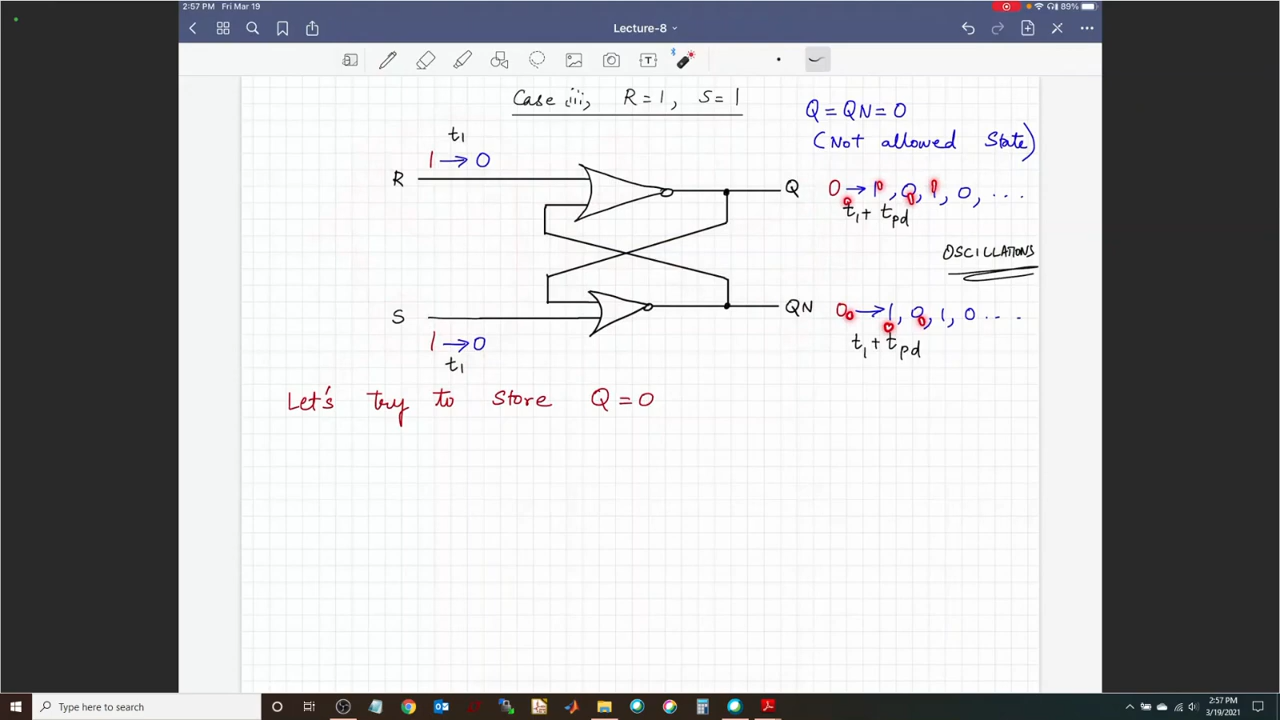 2:57 PM Fri Mar 19
89%
Lecture-8
Case iii, R=1, S=1
Q = QN = 0
(Not allowed State)
t1
1 → 0
R
Q
0 → 1, 0, 1, 0, ...
t1 + tpd
OSCILLATIONS
S
QN
0 → 1, 0, 1, 0 ...
1 → 0
t1
t1 + tpd
Let's try to store Q = 0
Type here to search
2:57 PM
3/19/2021